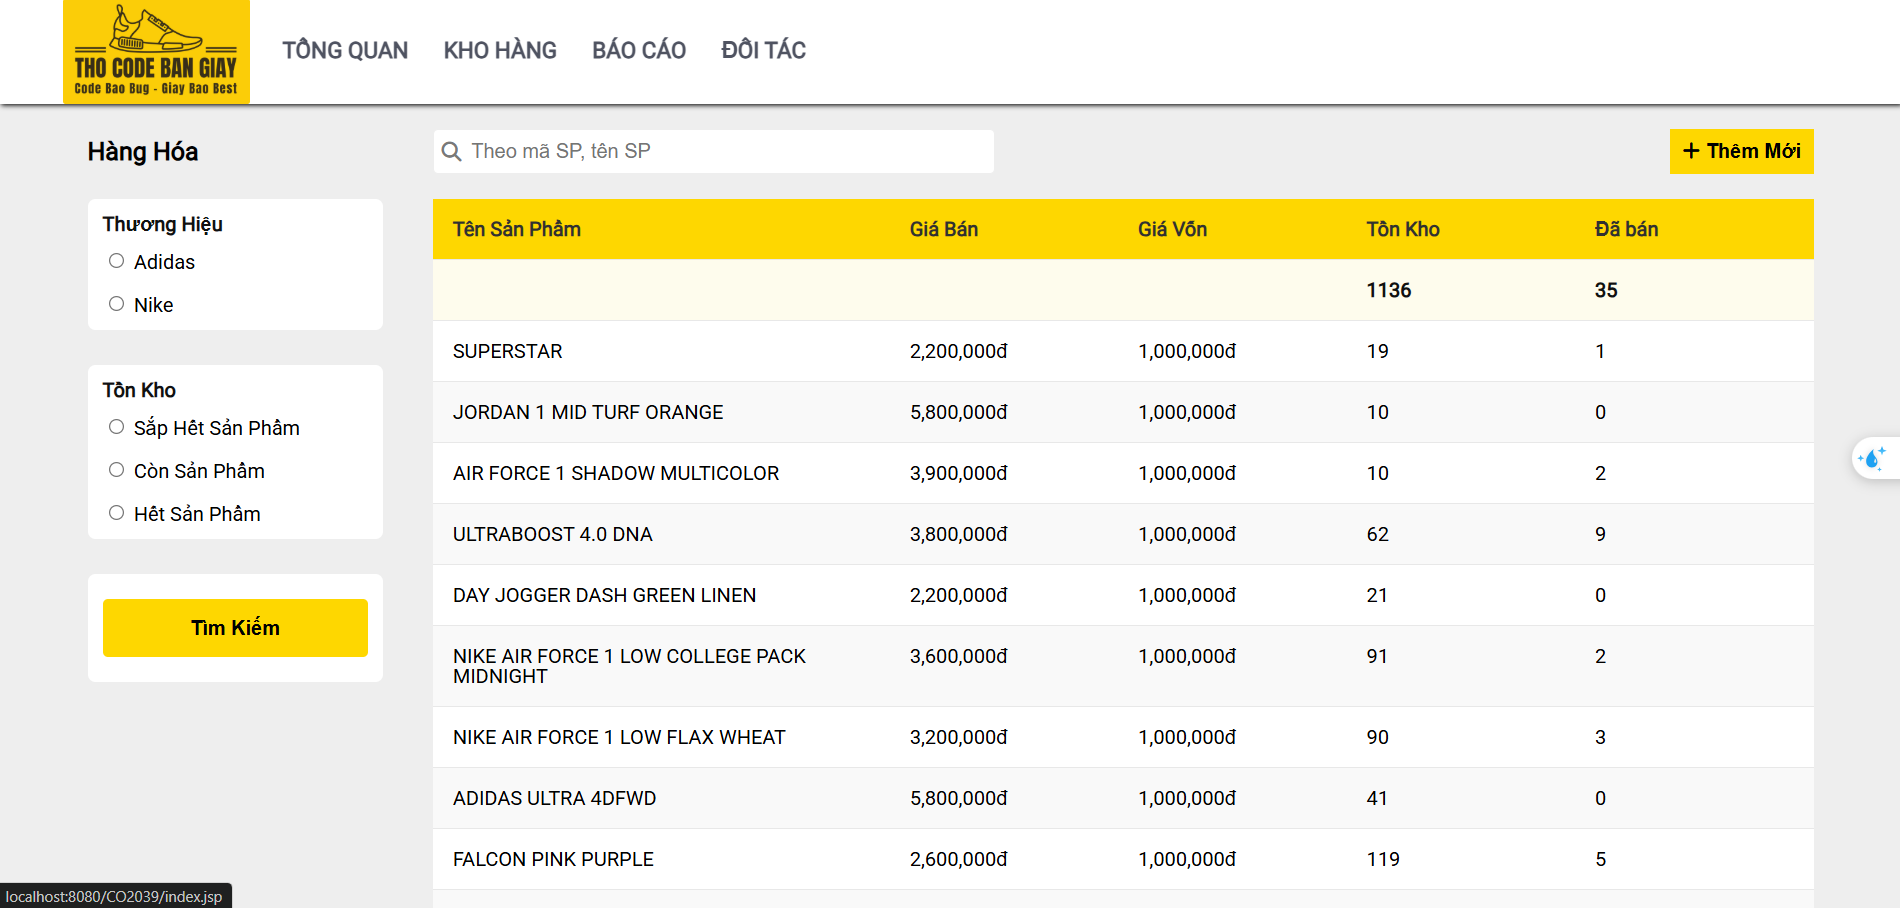 THO CODE BAN GIAY
Code Bao Bug - Giay Bao Best
TỔNG QUAN KHO HÀNG BÁO CÁO ĐỐI TÁC
Hàng Hóa
Theo mã SP, tên SP
+ Thêm Mới
Thương Hiệu
Adidas
Nike
Tồn Kho
Sắp Hết Sản Phẩm
Còn Sản Phẩm
Hết Sản Phẩm
Tìm Kiếm
Tên Sản Phẩm Giá Bán Giá Vốn Tồn Kho Đã bán
1136 35
SUPERSTAR 2,200,000đ 1,000,000đ 19 1
JORDAN 1 MID TURF ORANGE 5,800,000đ 1,000,000đ 10 0
AIR FORCE 1 SHADOW MULTICOLOR 3,900,000đ 1,000,000đ 10 2
ULTRABOOST 4.0 DNA 3,800,000đ 1,000,000đ 62 9
DAY JOGGER DASH GREEN LINEN 2,200,000đ 1,000,000đ 21 0
NIKE AIR FORCE 1 LOW COLLEGE PACK 3,600,000đ 1,000,000đ 91 2
MIDNIGHT
NIKE AIR FORCE 1 LOW FLAX WHEAT 3,200,000đ 1,000,000đ 90 3
ADIDAS ULTRA 4DFWD 5,800,000đ 1,000,000đ 41 0
FALCON PINK PURPLE 2,600,000đ 1,000,000đ 119 5
localhost:8080/CO2039/index.jsp